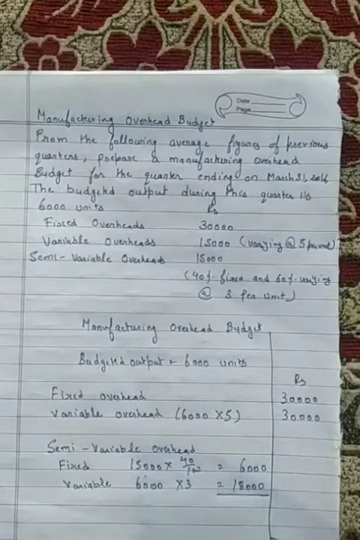 Date
Page
Manufacturing Overhead Budget
From the following average figures of previous
quarters, prepare a manufacturing overhead
Budget for the quarter ending on March 31, 2016
The budgeted output during this quarter is
6000 units Rs
Fixed Overheads 30000
Variable Overheads 15000 (varying @ 5 per unit)
Semi-Variable Overheads 15000
(40% fixed and 60% varying
@ 3 per unit)
Manufacturing Overhead Budget
Budgeted output - 6000 units
Rs
Fixed overhead 30000
Variable overhead (6000 X5) 30000
Semi-Variable overhead
Fixed 15000 X 40/100 = 6000
Variable 6000 X3 = 18000